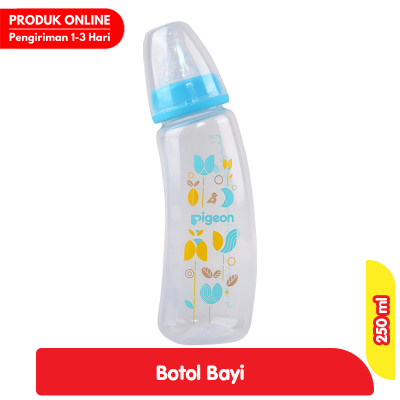 PRODUK ONLINE
Pengiriman 1-3 Hari
Pigeon
250 ml
Botol Bayi